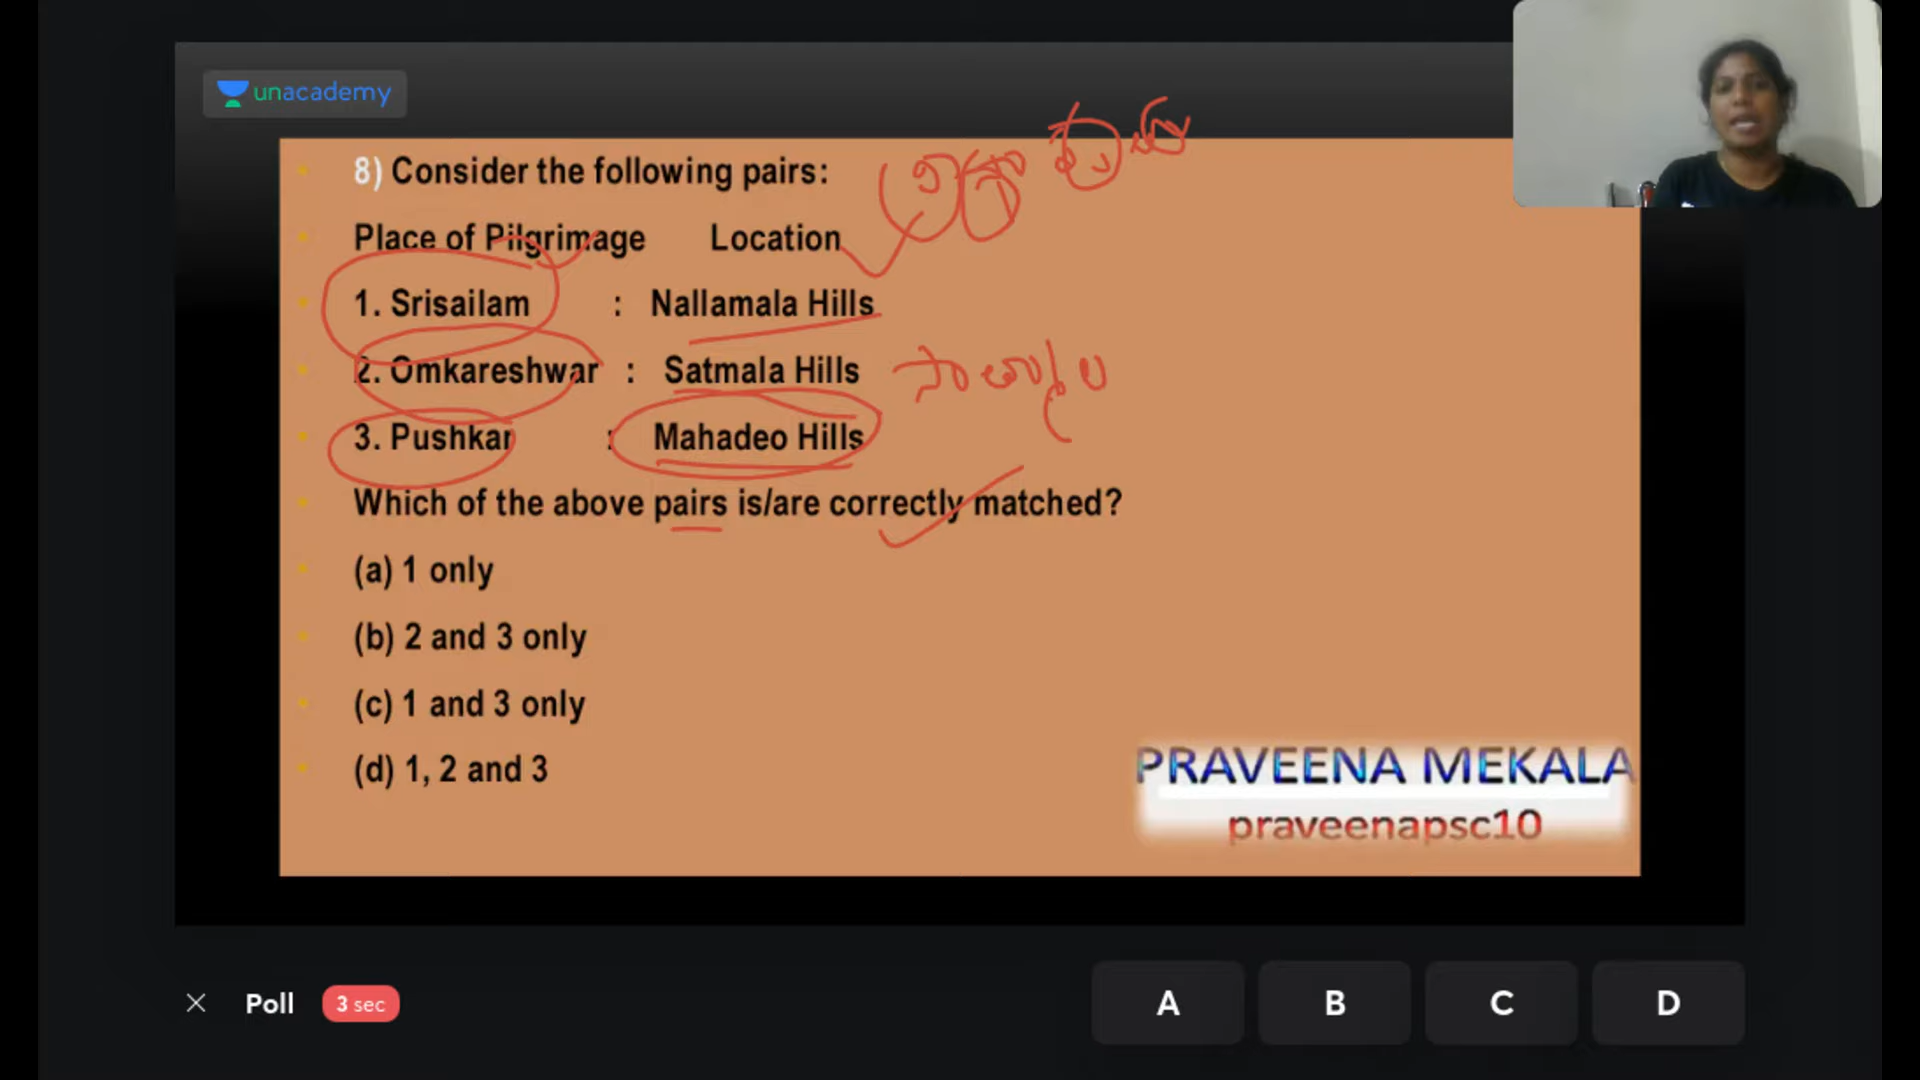 unacademy
8) Consider the following pairs:
Place of Pilgrimage Location
1. Srisailam : Nallamala Hills
2. Omkareshwar : Satmala Hills
3. Pushkar : Mahadeo Hills
Which of the above pairs is/are correctly matched?
(a) 1 only
(b) 2 and 3 only
(c) 1 and 3 only
(d) 1, 2 and 3
PRAVEENA MEKALA
praveenapsc10
Poll 3 sec A B C D